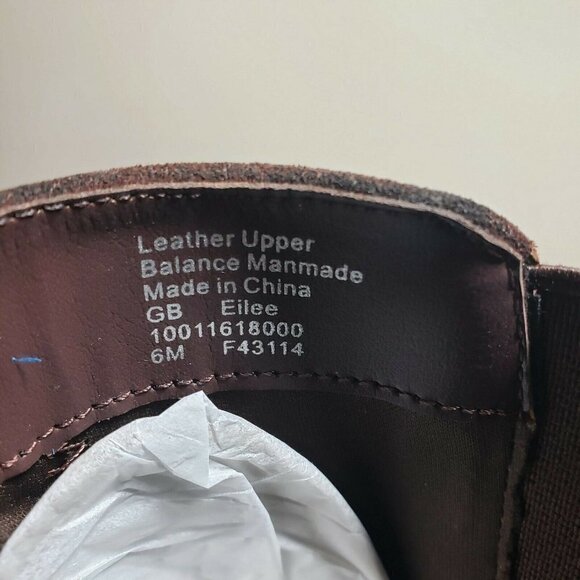 Leather Upper
Balance Manmade
Made in China
GB Eilee
10011618000
6M F43114